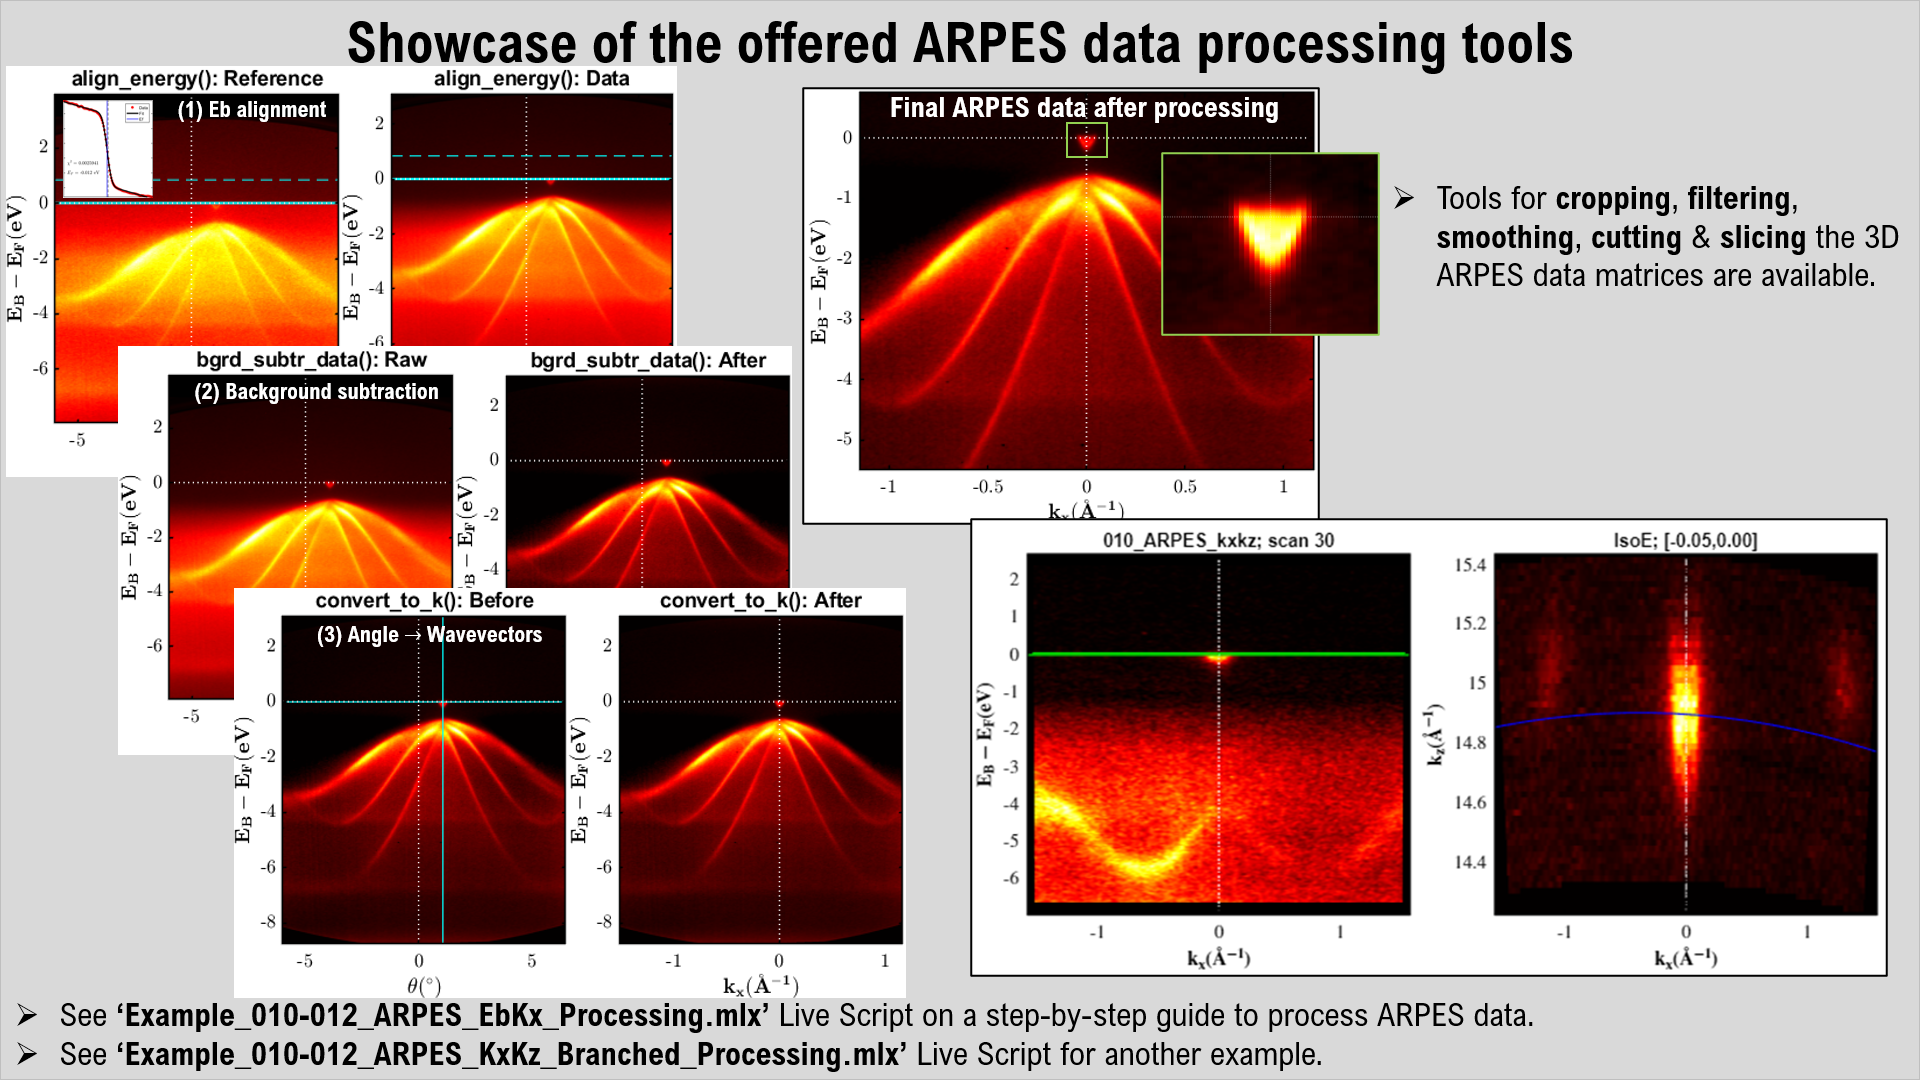 Showcase of the offered ARPES data processing tools
align_energy(): Reference
align_energy(): Data
(1) Eb alignment
2
0
-2
-4
-6
-5
E_B − E_F(eV)
2
0
-2
-4
-6
E_B − E_F(eV)
bgrd_subtr_data(): Raw
bgrd_subtr_data(): After
(2) Background subtraction
2
0
-2
-4
-6
-5
E_B − E_F(eV)
2
0
-2
-4
E_B − E_F(eV)
convert_to_k(): Before
convert_to_k(): After
(3) Angle → Wavevectors
2
0
-2
-4
-6
-8
E_B − E_F(eV)
-5 0 5
θ(°)
2
0
-2
-4
-6
-8
E_B − E_F(eV)
-1 0 1
kₓ(Å⁻¹)
Final ARPES data after processing
0
-1
-2
-3
-4
-5
E_B − E_F(eV)
-1 -0.5 0 0.5 1
kₓ(Å⁻¹)
➢ Tools for cropping, filtering,
smoothing, cutting & slicing the 3D
ARPES data matrices are available.
010_ARPES_kxkz; scan 30
2
1
0
-1
-2
-3
-4
-5
-6
E_B − E_F(eV)
-1 0 1
kₓ(Å⁻¹)
IsoE; [-0.05,0.00]
15.4
15.2
15
14.8
14.6
14.4
k_z(Å⁻¹)
-1 0 1
kₓ(Å⁻¹)
➢ See ‘Example_010-012_ARPES_EbKx_Processing.mlx’ Live Script on a step-by-step guide to process ARPES data.
➢ See ‘Example_010-012_ARPES_KxKz_Branched_Processing.mlx’ Live Script for another example.